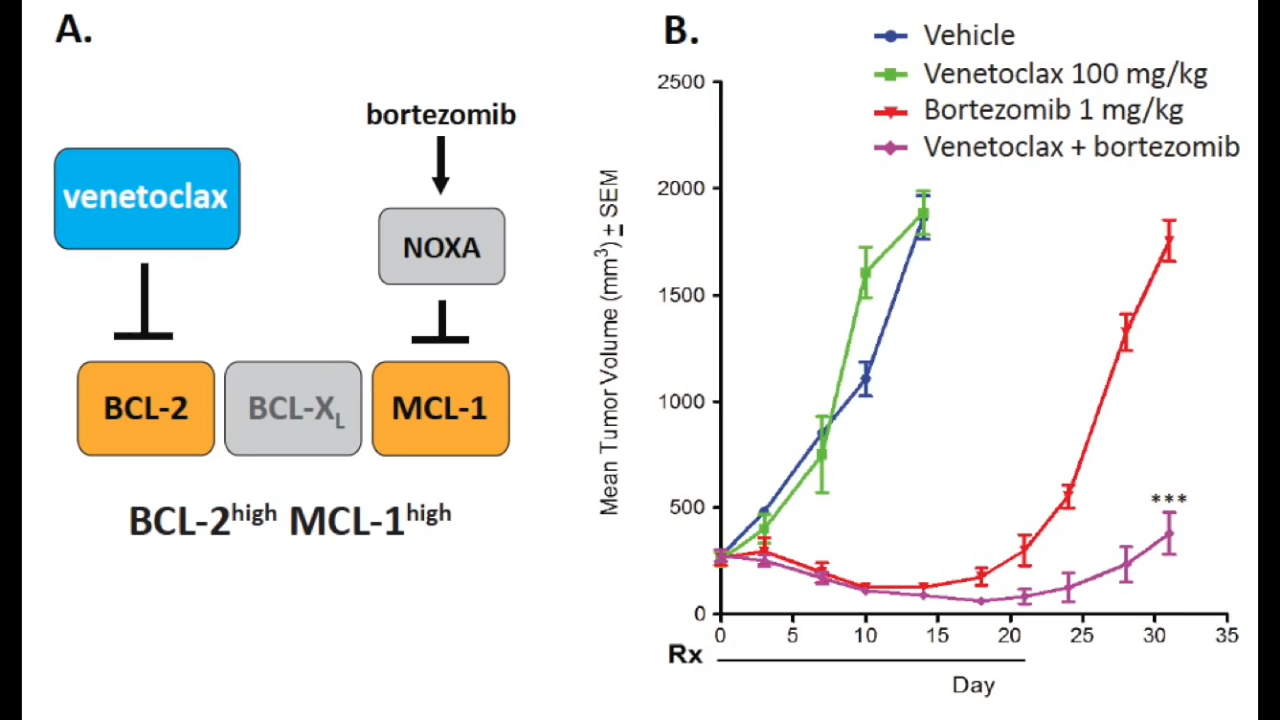 A.
bortezomib
venetoclax
NOXA
BCL-2
BCL-XL
MCL-1
BCL-2high MCL-1high
B.
Vehicle
Venetoclax 100 mg/kg
Bortezomib 1 mg/kg
Venetoclax + bortezomib
Mean Tumor Volume (mm3) ± SEM
2500
2000
1500
1000
500
0
***
0 5 10 15 20 25 30 35
Rx
Day